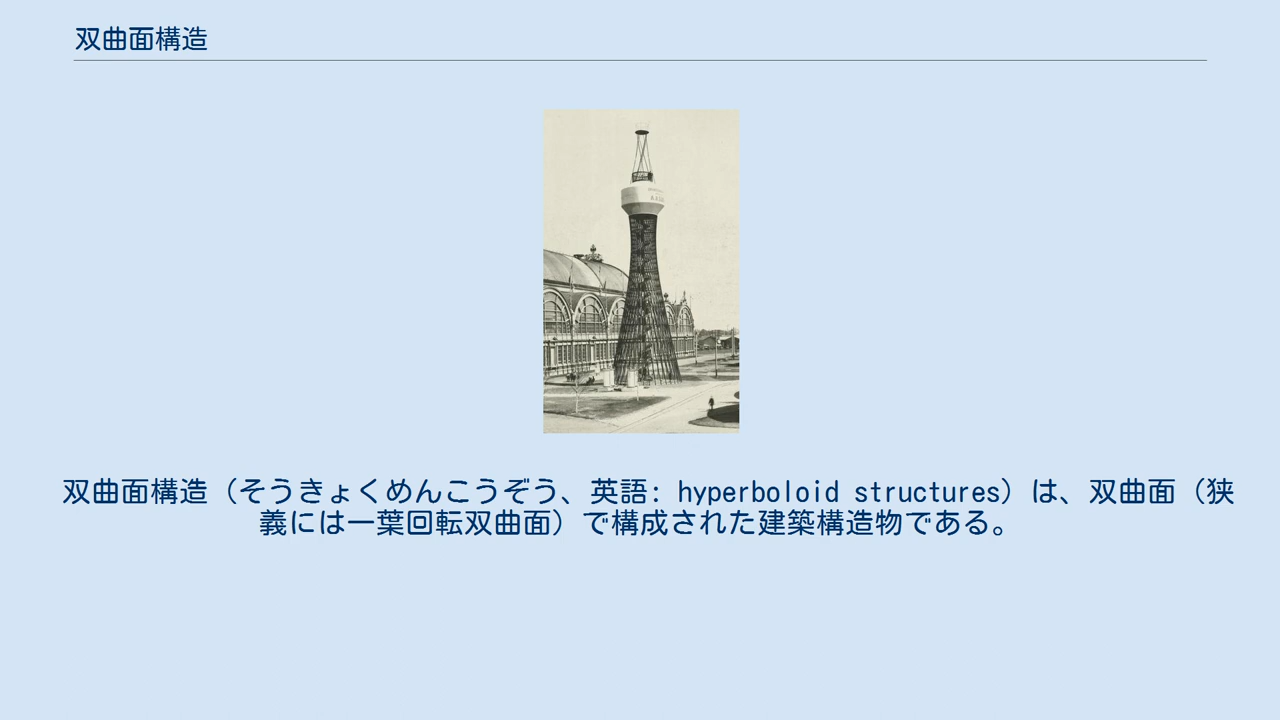 双曲面構造
双曲面構造（そうきょくめんこうぞう、英語: hyperboloid structures）は、双曲面（狭
義には一葉回転双曲面）で構成された建築構造物である。